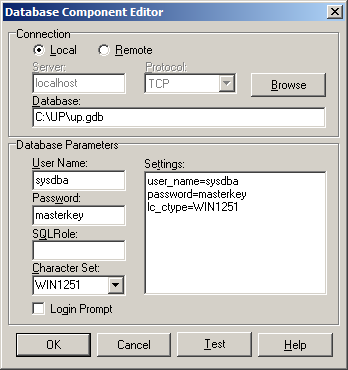 Database Component Editor
Connection
Local Remote
Server: Protocol:
localhost TCP Browse
Database:
C:\UP\up.gdb
Database Parameters
User Name: Settings:
sysdba
user_name=sysdba
Password:
password=masterkey
masterkey
lc_ctype=WIN1251
SQLRole:
Character Set:
WIN1251
Login Prompt
OK Cancel Test Help